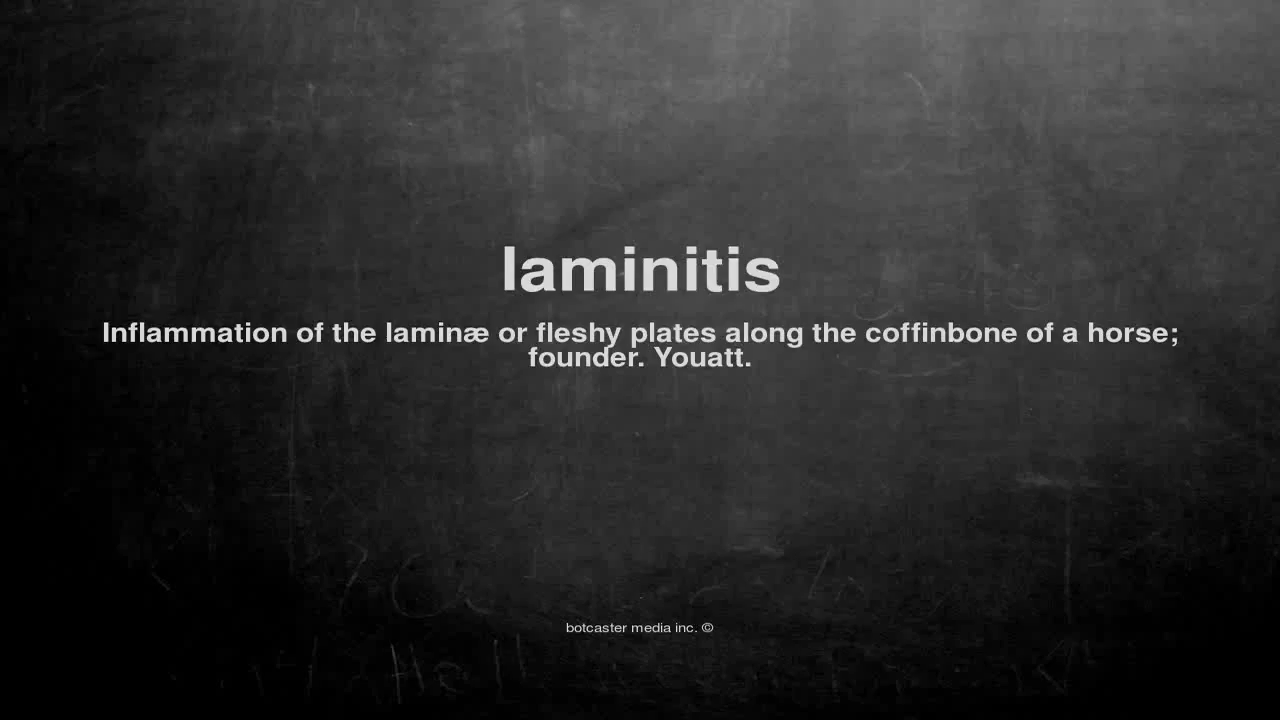 laminitis
Inflammation of the laminæ or fleshy plates along the coffinbone of a horse;
founder. Youatt.
botcaster media inc. ©